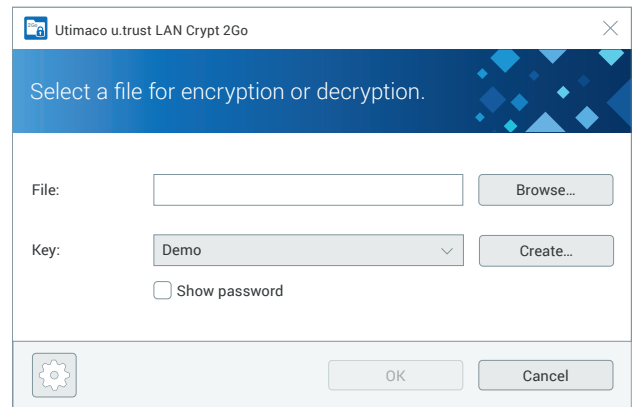 Utimaco u.trust LAN Crypt 2Go
Select a file for encryption or decryption.
File:
Browse...
Key:
Demo
Create...
Show password
OK
Cancel